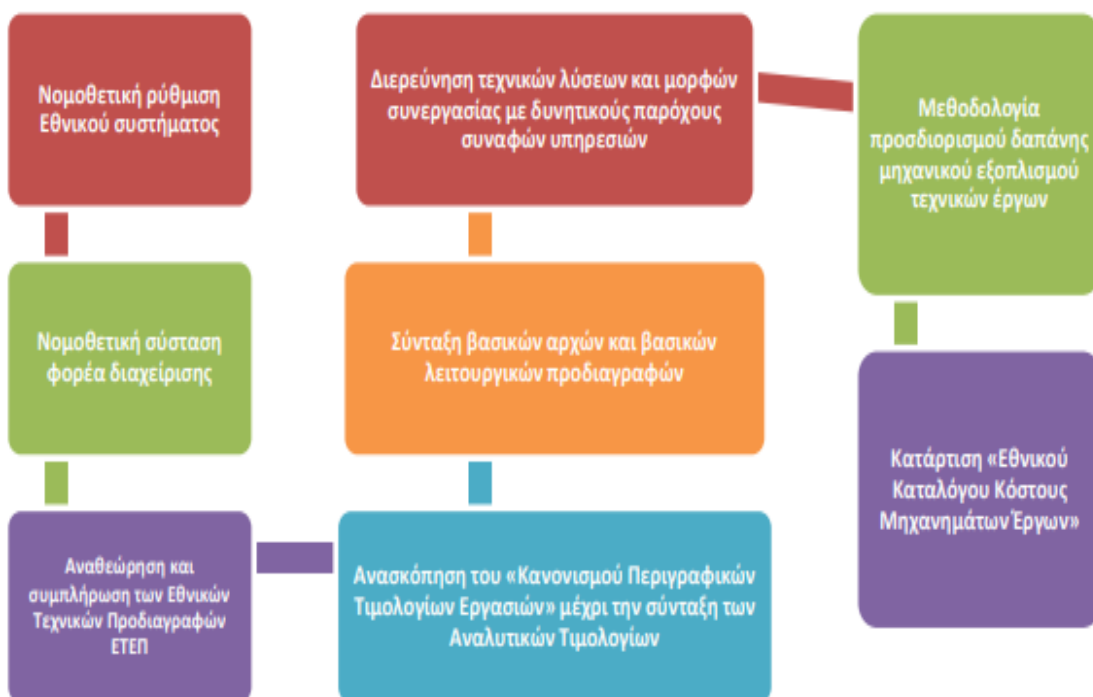 Νομοθετική ρύθμιση
Εθνικού συστήματος
Νομοθετική σύσταση
φορέα διαχείρισης
Αναθεώρηση και
συμπλήρωση των Εθνικών
Τεχνικών Προδιαγραφών
ΕΤΕΠ
Ανασκόπηση του «Κανονισμού Περιγραφικών
Τιμολογίων Εργασιών» μέχρι την σύνταξη των
Αναλυτικών Τιμολογίων
Σύνταξη βασικών αρχών και βασικών
λειτουργικών προδιαγραφών
Διερεύνηση τεχνικών λύσεων και μορφών
συνεργασίας με δυνητικούς παρόχους
συναφών υπηρεσιών
Μεθοδολογία
προσδιορισμού δαπάνης
μηχανικού εξοπλισμού
τεχνικών έργων
Κατάρτιση «Εθνικού
Καταλόγου Κόστους
Μηχανημάτων Έργων»